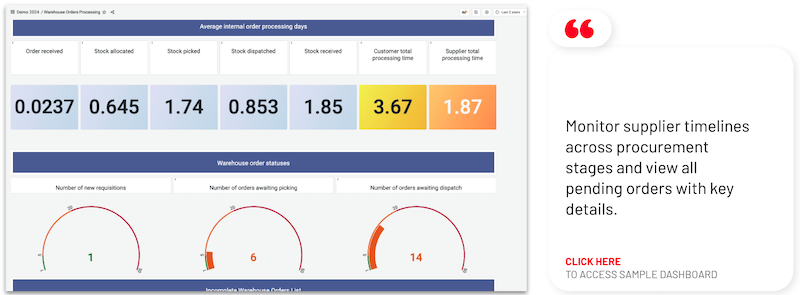 Demo 2024 / Warehouse Orders Processing
Last 2 years
Average internal order processing days
Order received
Stock allocated
Stock picked
Stock dispatched
Stock received
Customer total
processing time
Supplier total
processing time
0.0237
0.645
1.74
0.853
1.85
3.67
1.87
Warehouse order statuses
Number of new requisitions
Number of orders awaiting picking
Number of orders awaiting dispatch
1
6
14
Incomplete Warehouse Orders List
Monitor supplier timelines
across procurement
stages and view all
pending orders with key
details.
CLICK HERE
TO ACCESS SAMPLE DASHBOARD